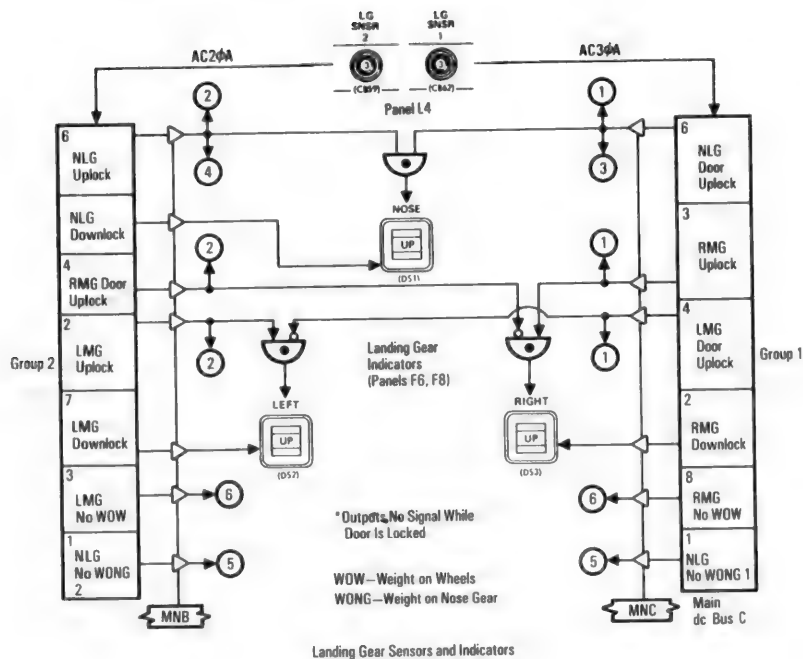 LG
SNSR
2
LG
SNSR
1
AC2ϕA
AC3ϕA
3
3
(CB59)
(CB62)
Panel L4
6
NLG
Uplock
NLG
Downlock
4
RMG Door
Uplock
2
LMG
Uplock
7
LMG
Downlock
3
LMG
No WOW
1
NLG
No WONG
2
Group 2
2
4
2
2
6
5
MNB
NOSE
UP
(DS1)
Landing Gear
Indicators
(Panels F6, F8)
LEFT
UP
(DS2)
RIGHT
UP
(DS3)
*Outputs No Signal While
Door Is Locked
WOW—Weight on Wheels
WONG—Weight on Nose Gear
1
3
1
1
6
5
MNC
6
NLG
Door
Uplock
3
RMG
Uplock
4
LMG
Door
Uplock
2
RMG
Downlock
8
RMG
No WOW
1
NLG
No WONG 1
Group 1
Main
dc Bus C
Landing Gear Sensors and Indicators